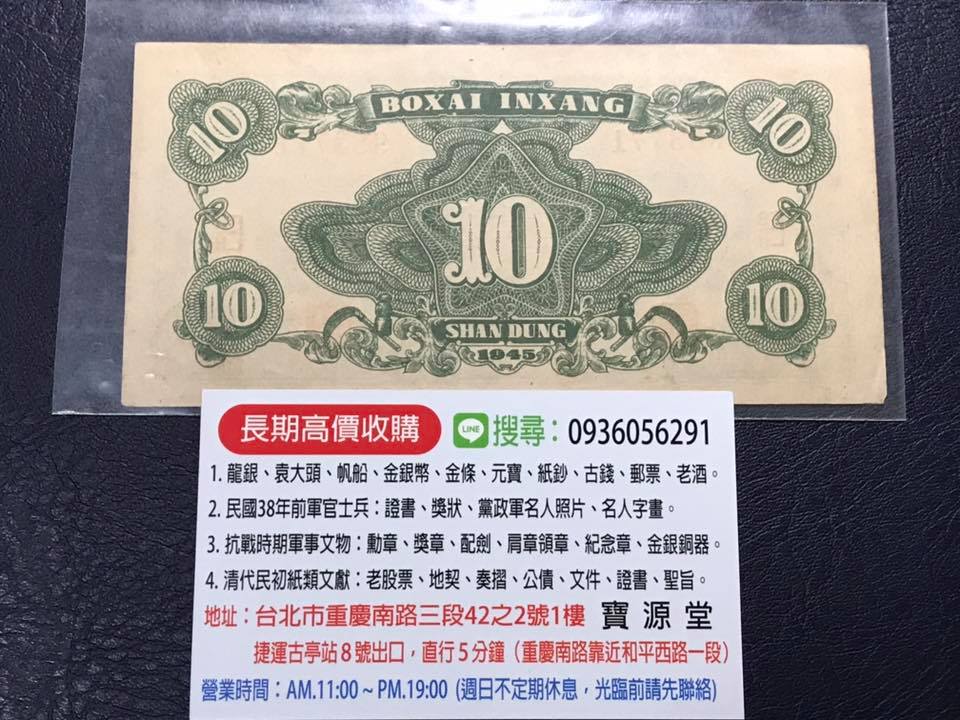 BOXAI INXANG
10 10
10
10 10
SHAN DUNG
1945
長期高價收購 LINE 搜尋：0936056291
1. 龍銀、袁大頭、帆船、金銀幣、金條、元寶、紙鈔、古錢、郵票、老酒。
2. 民國38年前軍官士兵：證書、獎狀、黨政軍名人照片、名人字畫。
3. 抗戰時期軍事文物：勳章、獎章、配劍、肩章領章、紀念章、金銀銅器。
4. 清代民初紙類文獻：老股票、地契、奏摺、公債、文件、證書、聖旨。
地址：台北市重慶南路三段42之2號1樓 寶源堂
捷運古亭站8號出口，直行5分鐘（重慶南路靠近和平西路一段）
營業時間：AM.11:00 ~ PM.19:00 (週日不定期休息，光臨前請先聯絡)